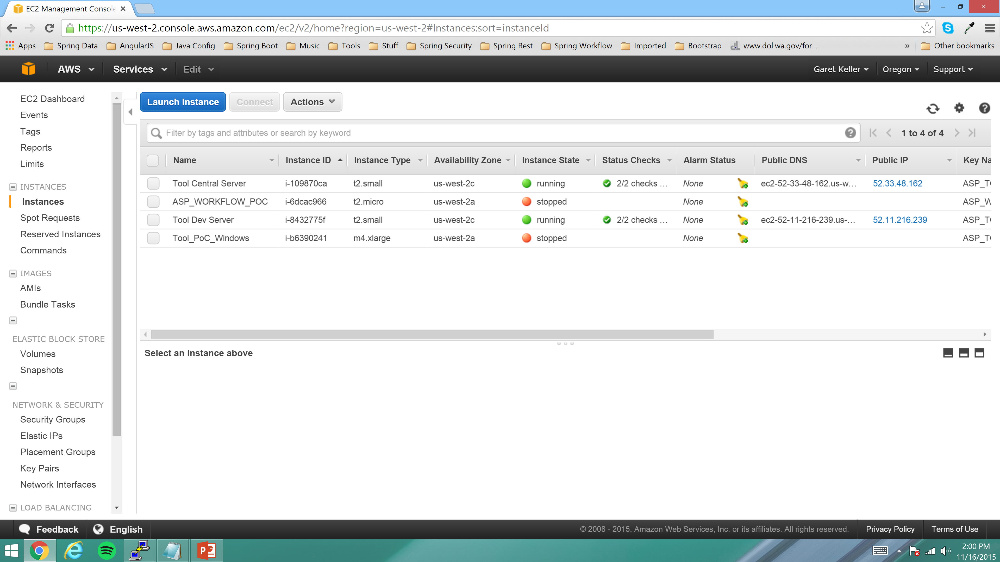 EC2 Management Console
https://us-west-2.console.aws.amazon.com/ec2/v2/home?region=us-west-2#Instances:sort=instanceId
Apps Spring Data AngularJS Java Config Spring Boot Music Tools Stuff Spring Security Spring Rest Spring Workflow Imported Bootstrap www.dol.wa.gov/for... » Other bookmarks
AWS Services Edit Garet Keller Oregon Support
EC2 Dashboard
Events
Tags
Reports
Limits
INSTANCES
Instances
Spot Requests
Reserved Instances
Commands
IMAGES
AMIs
Bundle Tasks
ELASTIC BLOCK STORE
Volumes
Snapshots
NETWORK & SECURITY
Security Groups
Elastic IPs
Placement Groups
Key Pairs
Network Interfaces
LOAD BALANCING
Launch Instance Connect Actions
Filter by tags and attributes or search by keyword 1 to 4 of 4
Name Instance ID Instance Type Availability Zone Instance State Status Checks Alarm Status Public DNS Public IP Key Na
Tool Central Server i-109870ca t2.small us-west-2c running 2/2 checks ... None ec2-52-33-48-162.us-w... 52.33.48.162 ASP_T
ASP_WORKFLOW_POC i-6dcac966 t2.micro us-west-2a stopped None ASP_W
Tool Dev Server i-8432775f t2.small us-west-2c running 2/2 checks ... None ec2-52-11-216-239.us-... 52.11.216.239 ASP_T
Tool_PoC_Windows i-b6390241 m4.xlarge us-west-2a stopped None ASP_T
Select an instance above
Feedback English © 2008 - 2015, Amazon Web Services, Inc. or its affiliates. All rights reserved. Privacy Policy Terms of Use
2:00 PM
11/16/2015